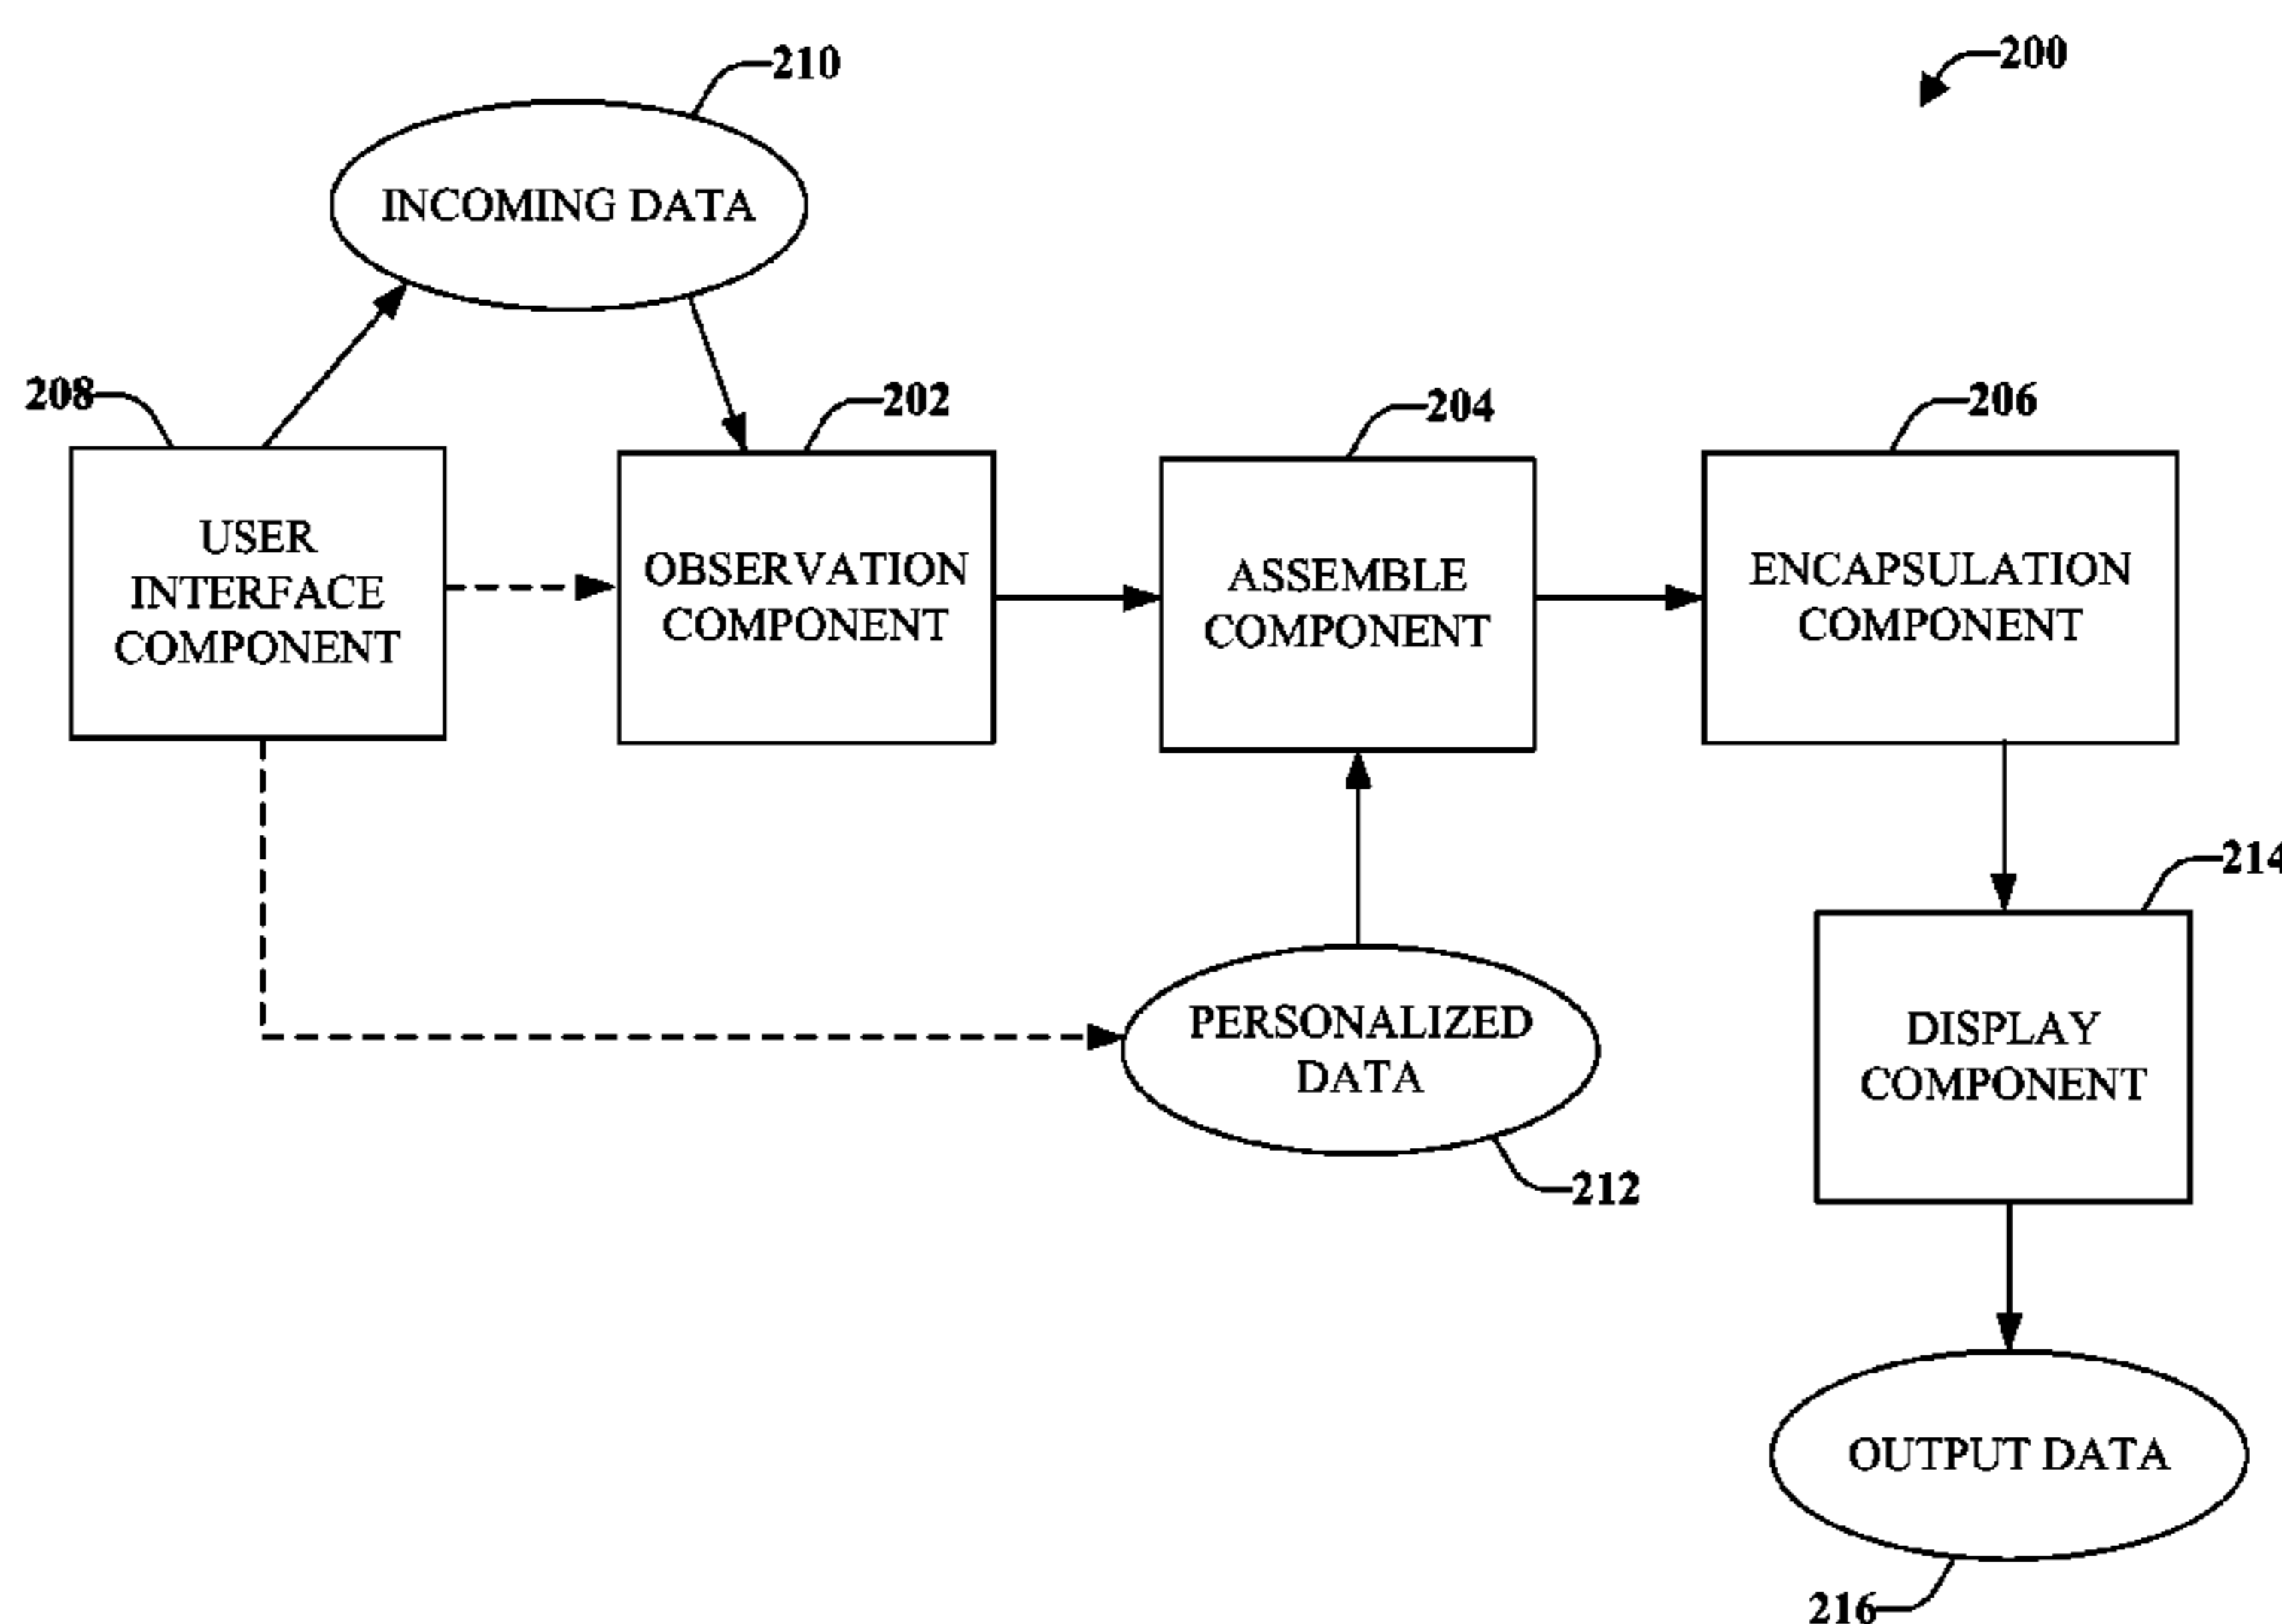 210
200
INCOMING DATA
208
202
204
206
USER
INTERFACE
COMPONENT
OBSERVATION
COMPONENT
ASSEMBLE
COMPONENT
ENCAPSULATION
COMPONENT
214
PERSONALIZED
DATA
DISPLAY
COMPONENT
212
OUTPUT DATA
216